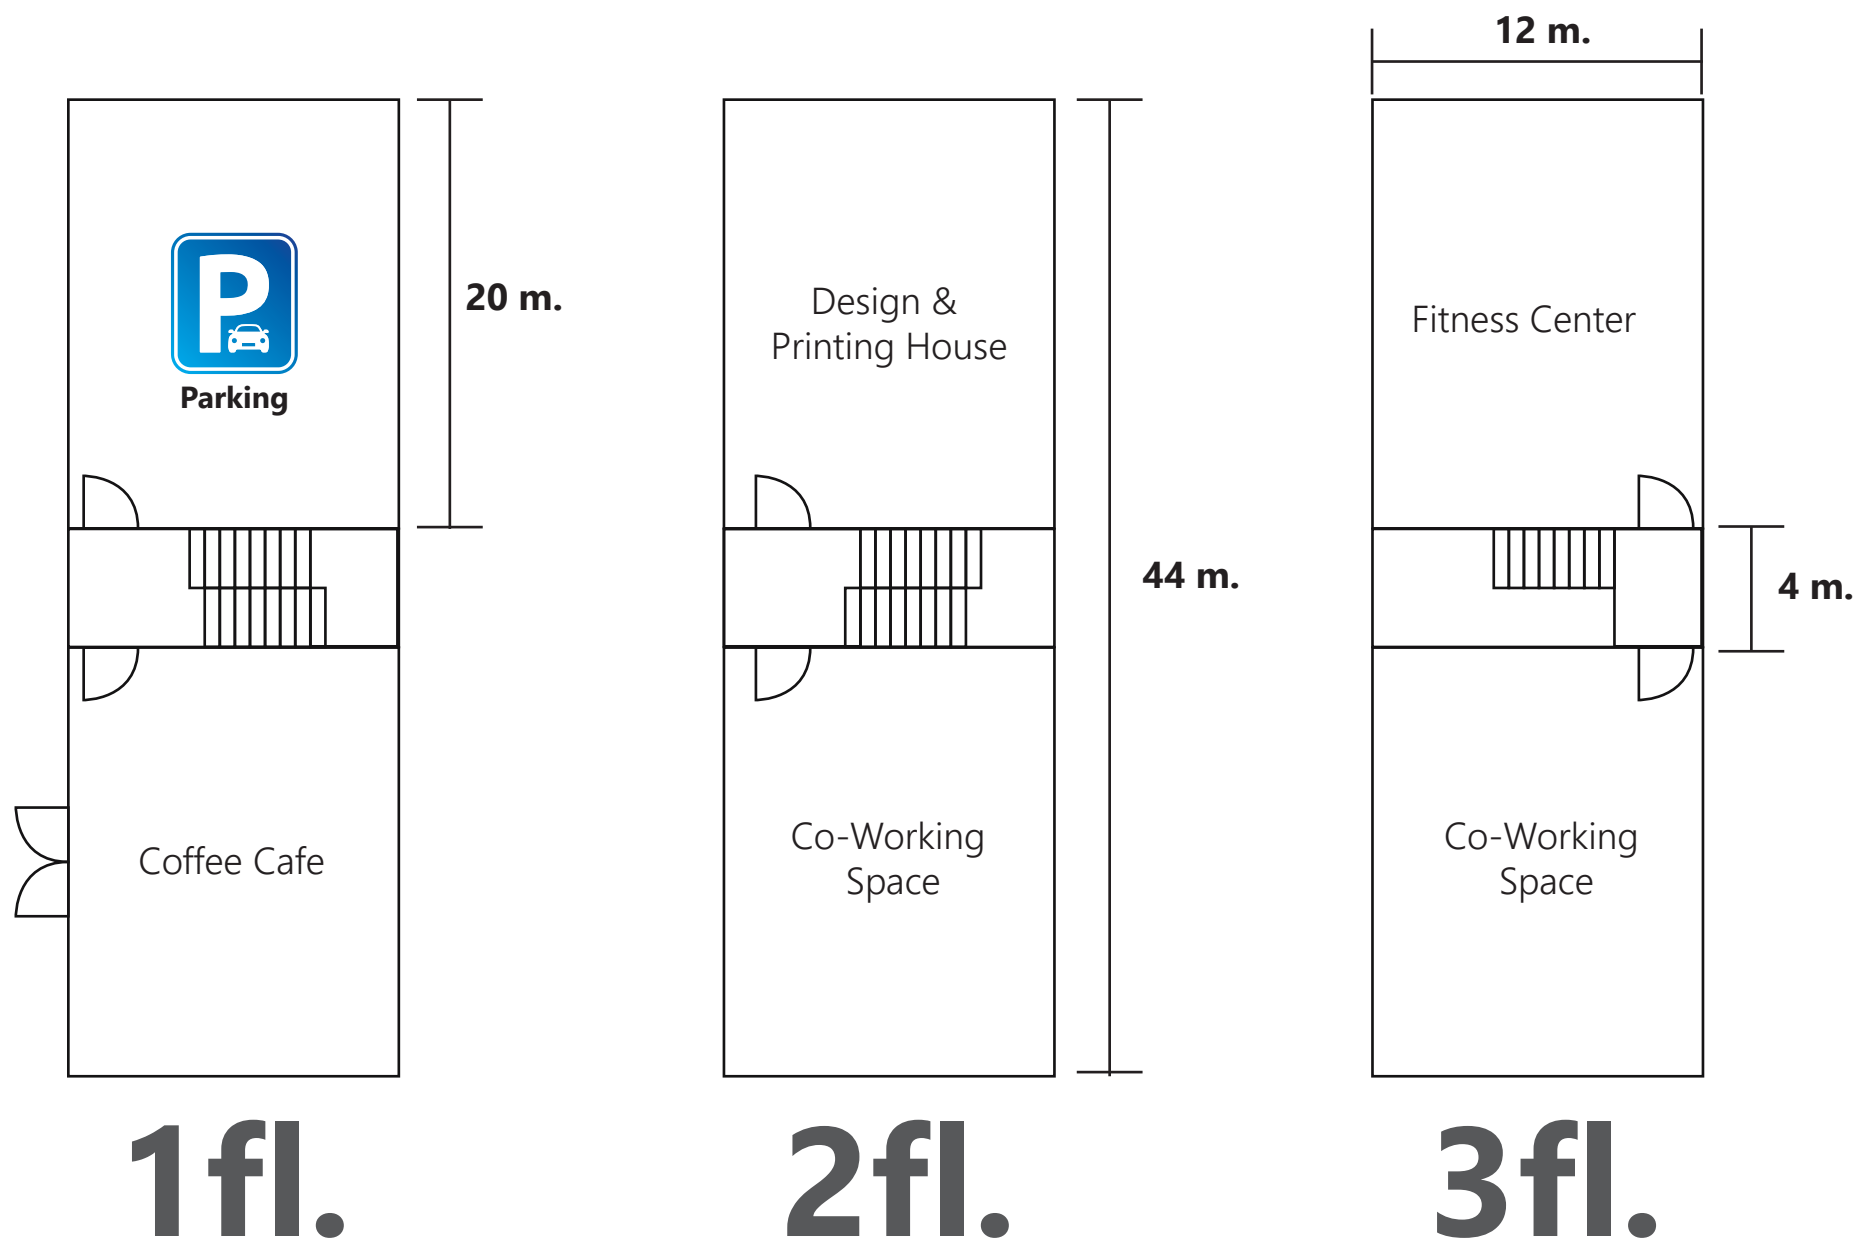 12 m.
P
Parking
20 m.
Design &
Printing House
Fitness Center
44 m.
4 m.
Coffee Cafe
Co-Working
Space
Co-Working
Space
1fl.
2fl.
3fl.